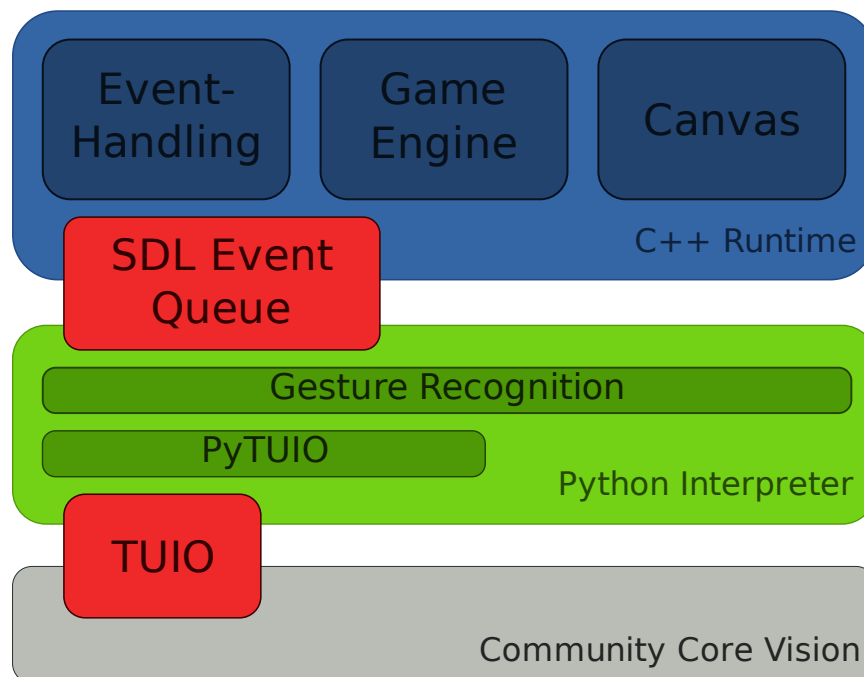 Event-
Handling
Game
Engine
Canvas
C++ Runtime
SDL Event
Queue
Gesture Recognition
PyTUIO
Python Interpreter
TUIO
Community Core Vision